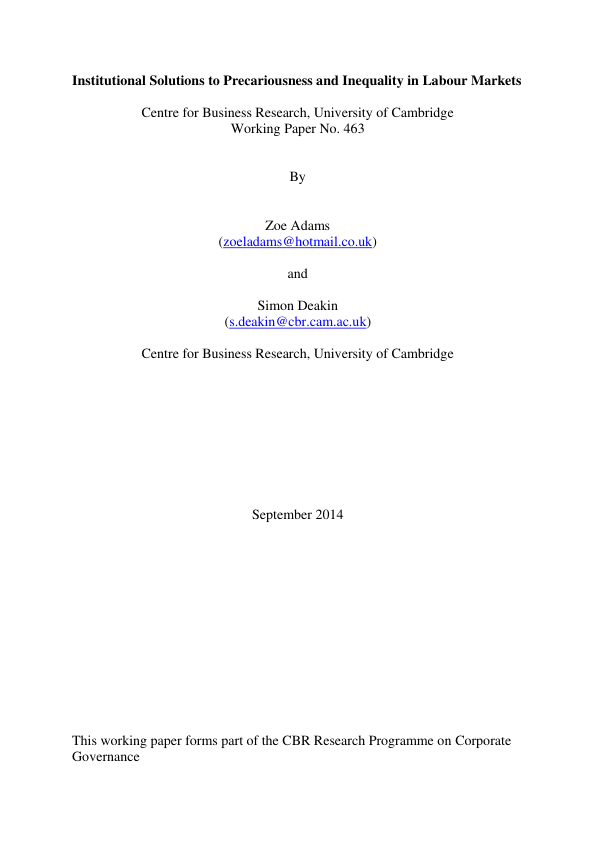 Institutional Solutions to Precariousness and Inequality in Labour Markets
Centre for Business Research, University of Cambridge
Working Paper No. 463
By
Zoe Adams
(zoeladams@hotmail.co.uk)
and
Simon Deakin
(s.deakin@cbr.cam.ac.uk)
Centre for Business Research, University of Cambridge
September 2014
This working paper forms part of the CBR Research Programme on Corporate
Governance